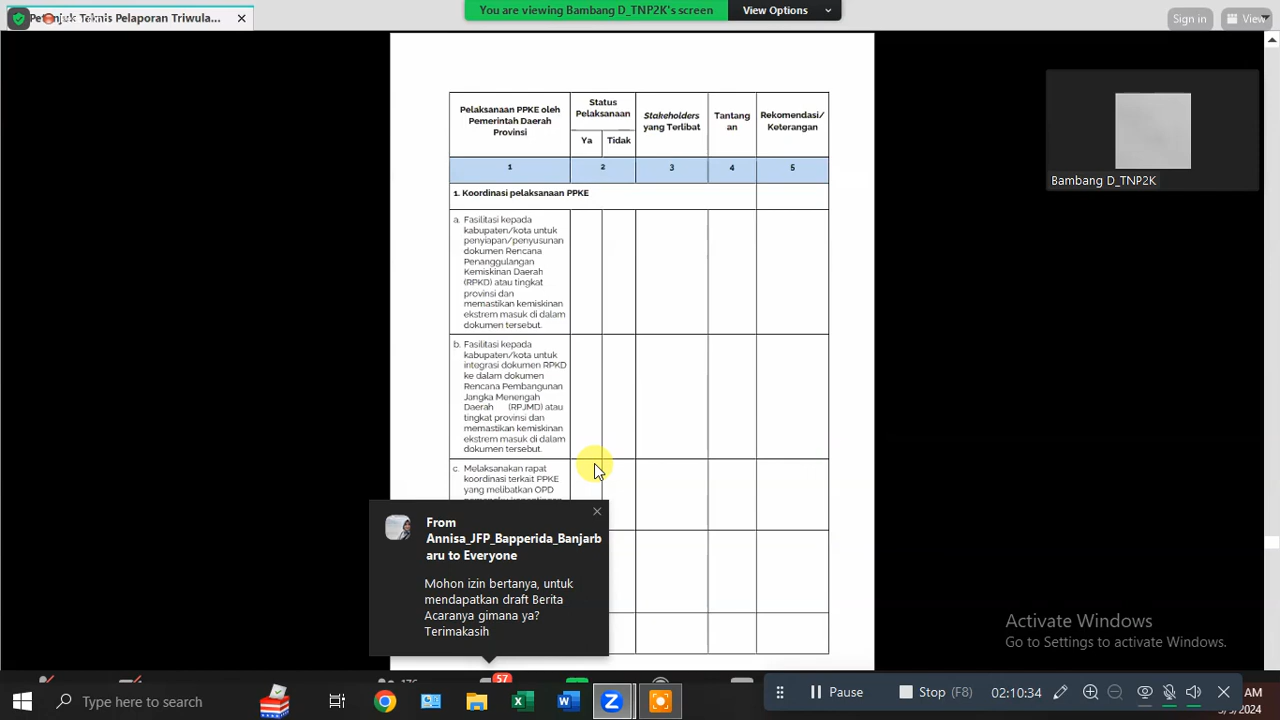 Petunjuk Teknis Pelaporan Triwula...
You are viewing Bambang D_TNP2K's screen
View Options
Sign in
View
Pelaksanaan PPKE oleh
Pemerintah Daerah
Provinsi
Status
Pelaksanaan
Ya
Tidak
Stakeholders
yang Terlibat
Tantang
an
Rekomendasi/
Keterangan
1
2
3
4
5
1. Koordinasi pelaksanaan PPKE
a. Fasilitasi kepada
kabupaten/kota untuk
penyiapan/penyusunan
dokumen Rencana
Penanggulangan
Kemiskinan Daerah
(RPKD) atau tingkat
provinsi dan
memastikan kemiskinan
ekstrem masuk di dalam
dokumen tersebut.
b. Fasilitasi kepada
kabupaten/kota untuk
integrasi dokumen RPKD
ke dalam dokumen
Rencana Pembangunan
Jangka Menengah
Daerah (RPJMD) atau
tingkat provinsi dan
memastikan kemiskinan
ekstrem masuk di dalam
dokumen tersebut.
c. Melaksanakan rapat
koordinasi terkait PPKE
yang melibatkan OPD
Bambang D_TNP2K
From
Annisa_JFP_Bapperida_Banjarb
aru to Everyone
Mohon izin bertanya, untuk
mendapatkan draft Berita
Acaranya gimana ya?
Terimakasih
Activate Windows
Go to Settings to activate Windows.
57
Type here to search
Pause
Stop (F8)
02:10:34
AM